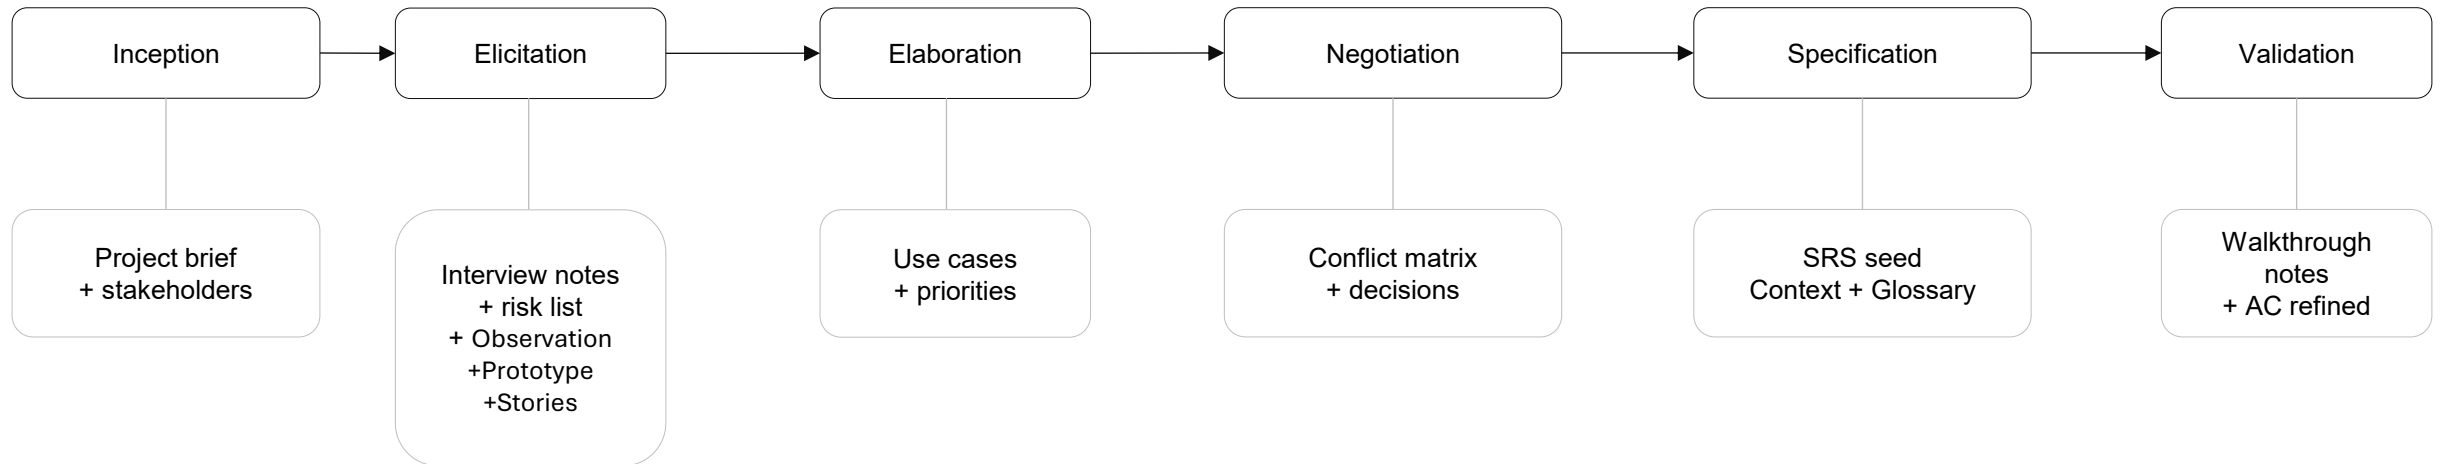 Inception
Elicitation
Elaboration
Negotiation
Specification
Validation
Project brief
+ stakeholders
Interview notes
+ risk list
+ Observation
+Prototype
+Stories
Use cases
+ priorities
Conflict matrix
+ decisions
SRS seed
Context + Glossary
Walkthrough
notes
+ AC refined